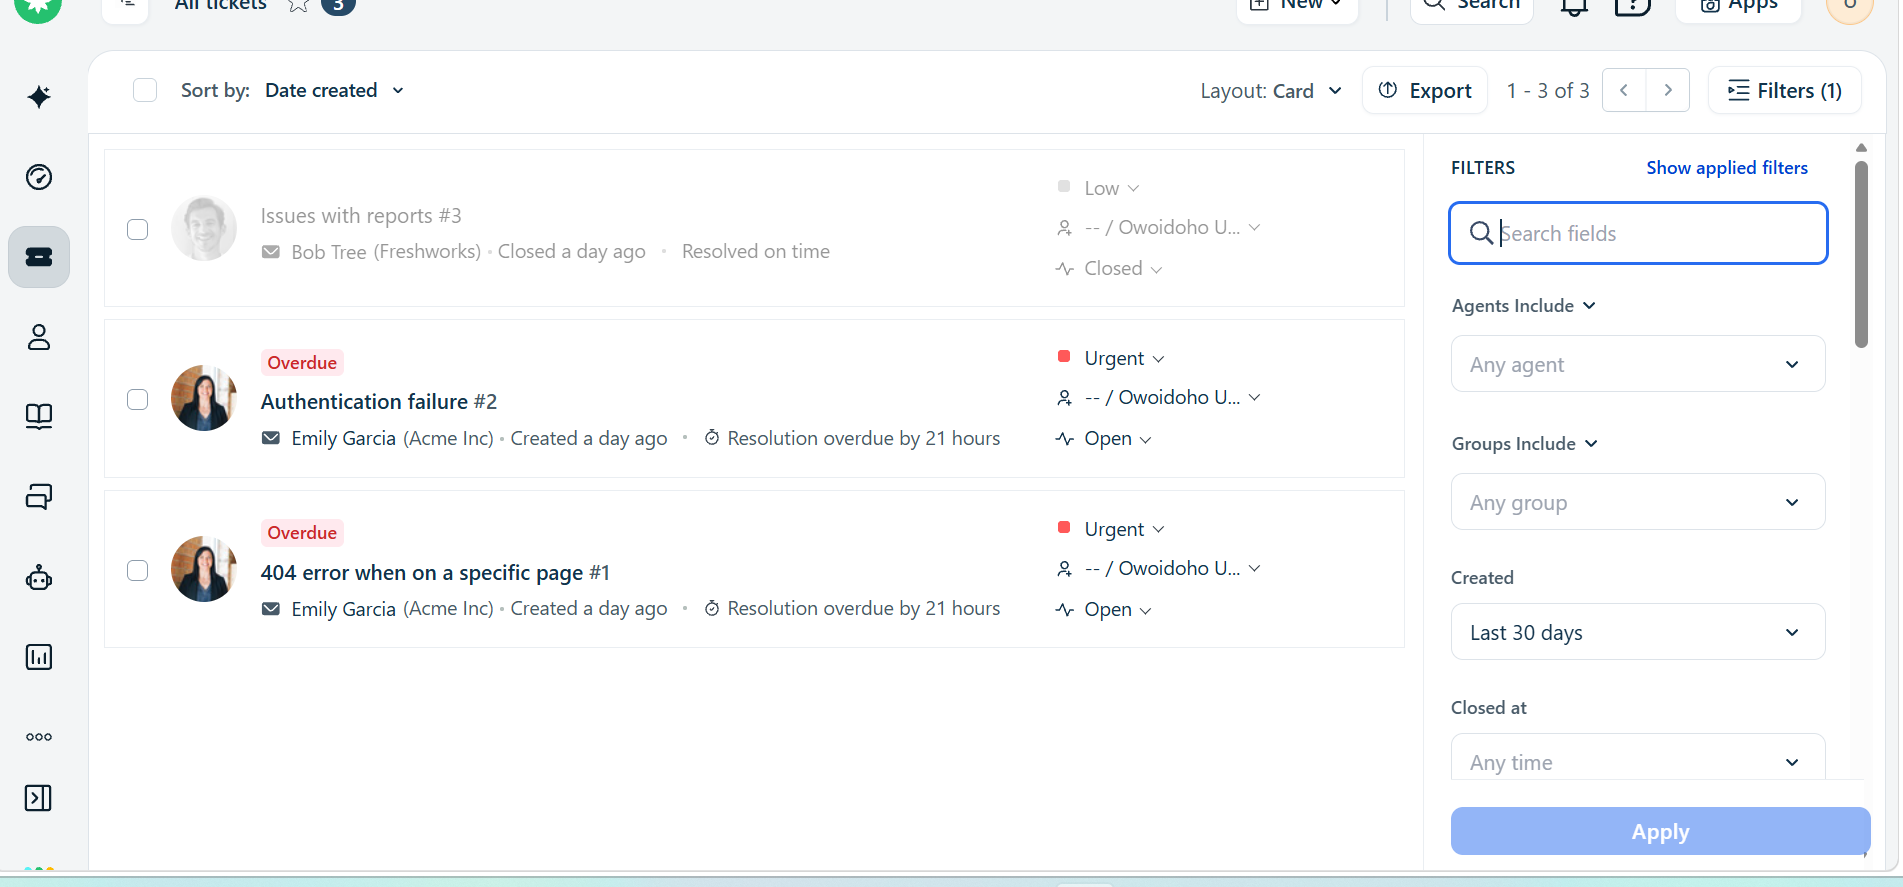 All tickets 3 New Search Apps
Sort by: Date created Layout: Card Export 1 - 3 of 3 Filters (1)
Issues with reports #3
Bob Tree (Freshworks) • Closed a day ago • Resolved on time
Low
-- / Owoidoho U...
Closed
Overdue
Authentication failure #2
Emily Garcia (Acme Inc) • Created a day ago • Resolution overdue by 21 hours
Urgent
-- / Owoidoho U...
Open
Overdue
404 error when on a specific page #1
Emily Garcia (Acme Inc) • Created a day ago • Resolution overdue by 21 hours
Urgent
-- / Owoidoho U...
Open
FILTERS Show applied filters
Search fields
Agents Include
Any agent
Groups Include
Any group
Created
Last 30 days
Closed at
Any time
Apply